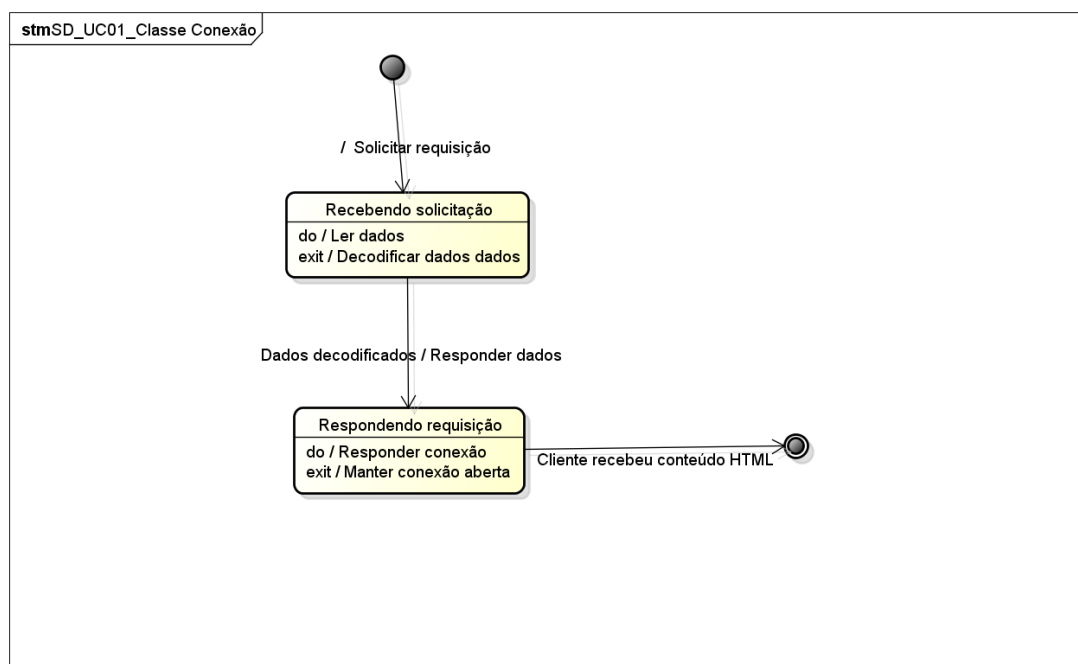 stmSD_UC01_Classe Conexão
/ Solicitar requisição
Recebendo solicitação
do / Ler dados
exit / Decodificar dados dados
Dados decodificados / Responder dados
Respondendo requisição
do / Responder conexão
exit / Manter conexão aberta
Cliente recebeu conteúdo HTML